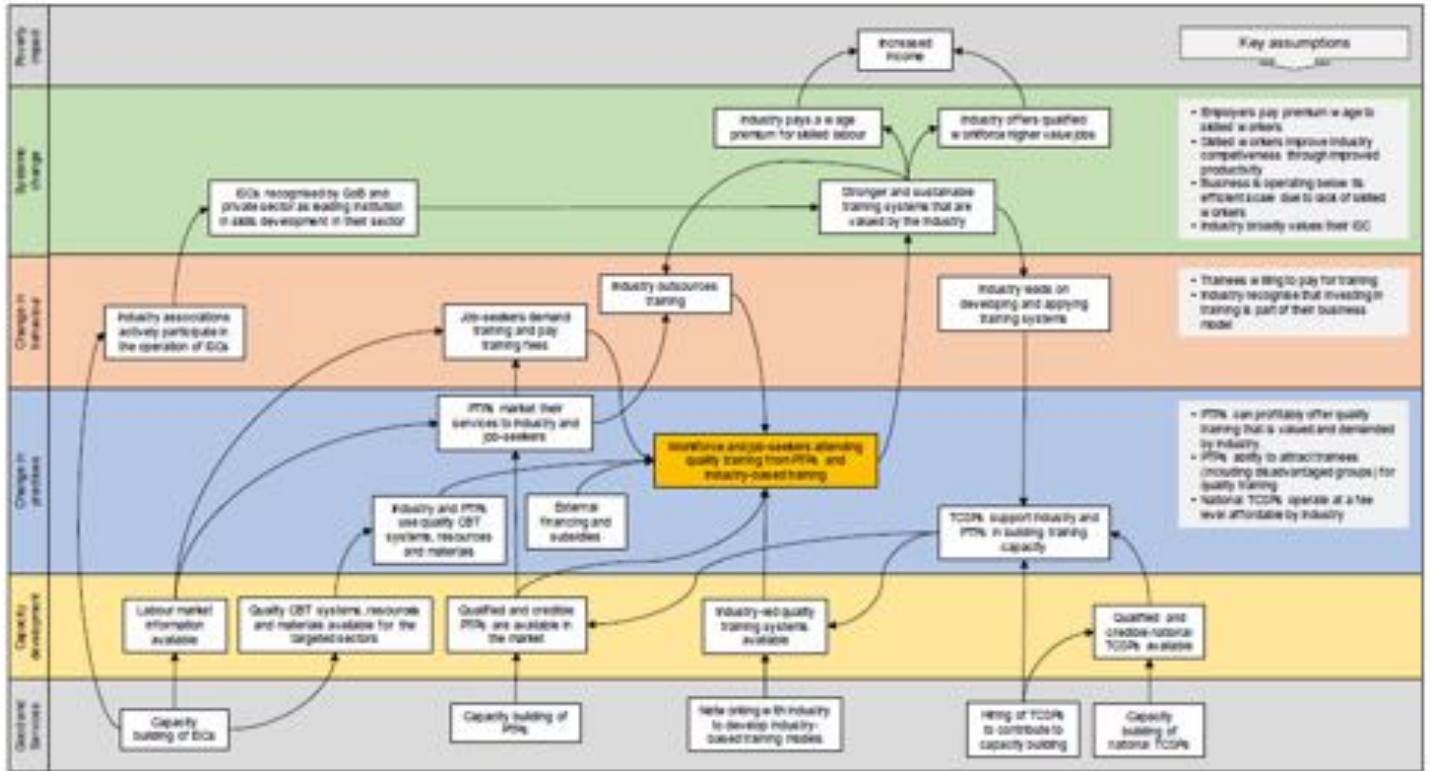 Poverty
impact
Increased
income
Key assumptions
Systemic
change
Industry pays a wage
premium for skilled labour
Industry offers qualified
workforce higher value jobs
ISCs recognised by GoB and
private sector as leading institution
in skills development in their sector
Stronger and sustainable
training systems that are
valued by the industry
• Employers pay premium wage to
skilled workers
• Skilled workers improve industry
competiveness through improved
productivity
• Business is operating below its
efficient scale due to lack of skilled
workers
• Industry broadly values their ISC
Change in
behaviour
Industry associations
actively participate in
the operation of ISCs
Job-seekers demand
training and pay
training fees
Industry outsources
training
Industry leads on
developing and applying
training systems
• Trainees willing to pay for training
• Industry recognise that investing in
training is part of their business
model
Change in
practices
PTPs market their
services to industry and
job-seekers
Workforce and job-seekers attending
quality training from PTPs and
industry-based training
Industry and PTPs
use quality CBT
systems, resources
and materials
External
financing and
subsidies
TCSPs support industry and
PTPs in building training
capacity
• PTPs can profitably offer quality
training that is valued and demanded
by industry
• PTPs ability to attract trainees
(including disadvantaged groups) for
quality training
• National TCSPs operate at a fee
level affordable by industry
Capacity
development
Labour market
information
available
Quality CBT systems, resources
and materials available for the
targeted sectors
Qualified and credible
PTPs are available in
the market
Industry-led quality
training systems
available
Qualified and
credible national
TCSPs available
Good and
Services
Capacity
building of ISCs
Capacity building of
PTPs
Networking with industry
to develop industry-
based training models
Hiring of TCSPs
to contribute to
capacity building
Capacity
building of
national TCSPs